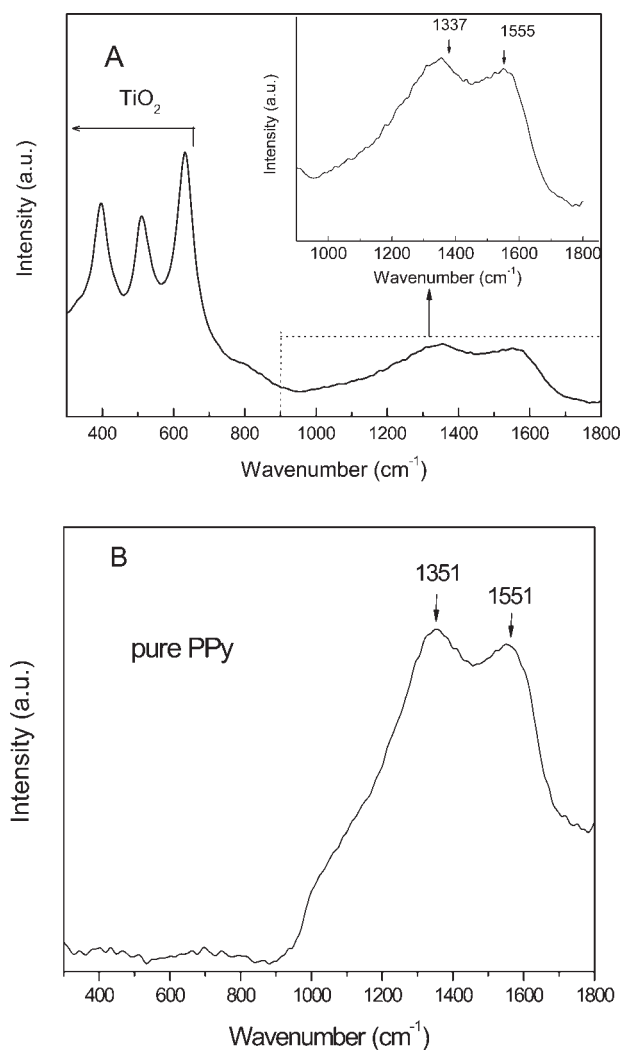 A
TiO2
1337
1555
Intensity (a.u.)
1000 1200 1400 1600 1800
Wavenumber (cm-1)
Intensity (a.u.)
400 600 800 1000 1200 1400 1600 1800
Wavenumber (cm-1)
B
1351
1551
pure PPy
Intensity (a.u.)
400 600 800 1000 1200 1400 1600 1800
Wavenumber (cm-1)